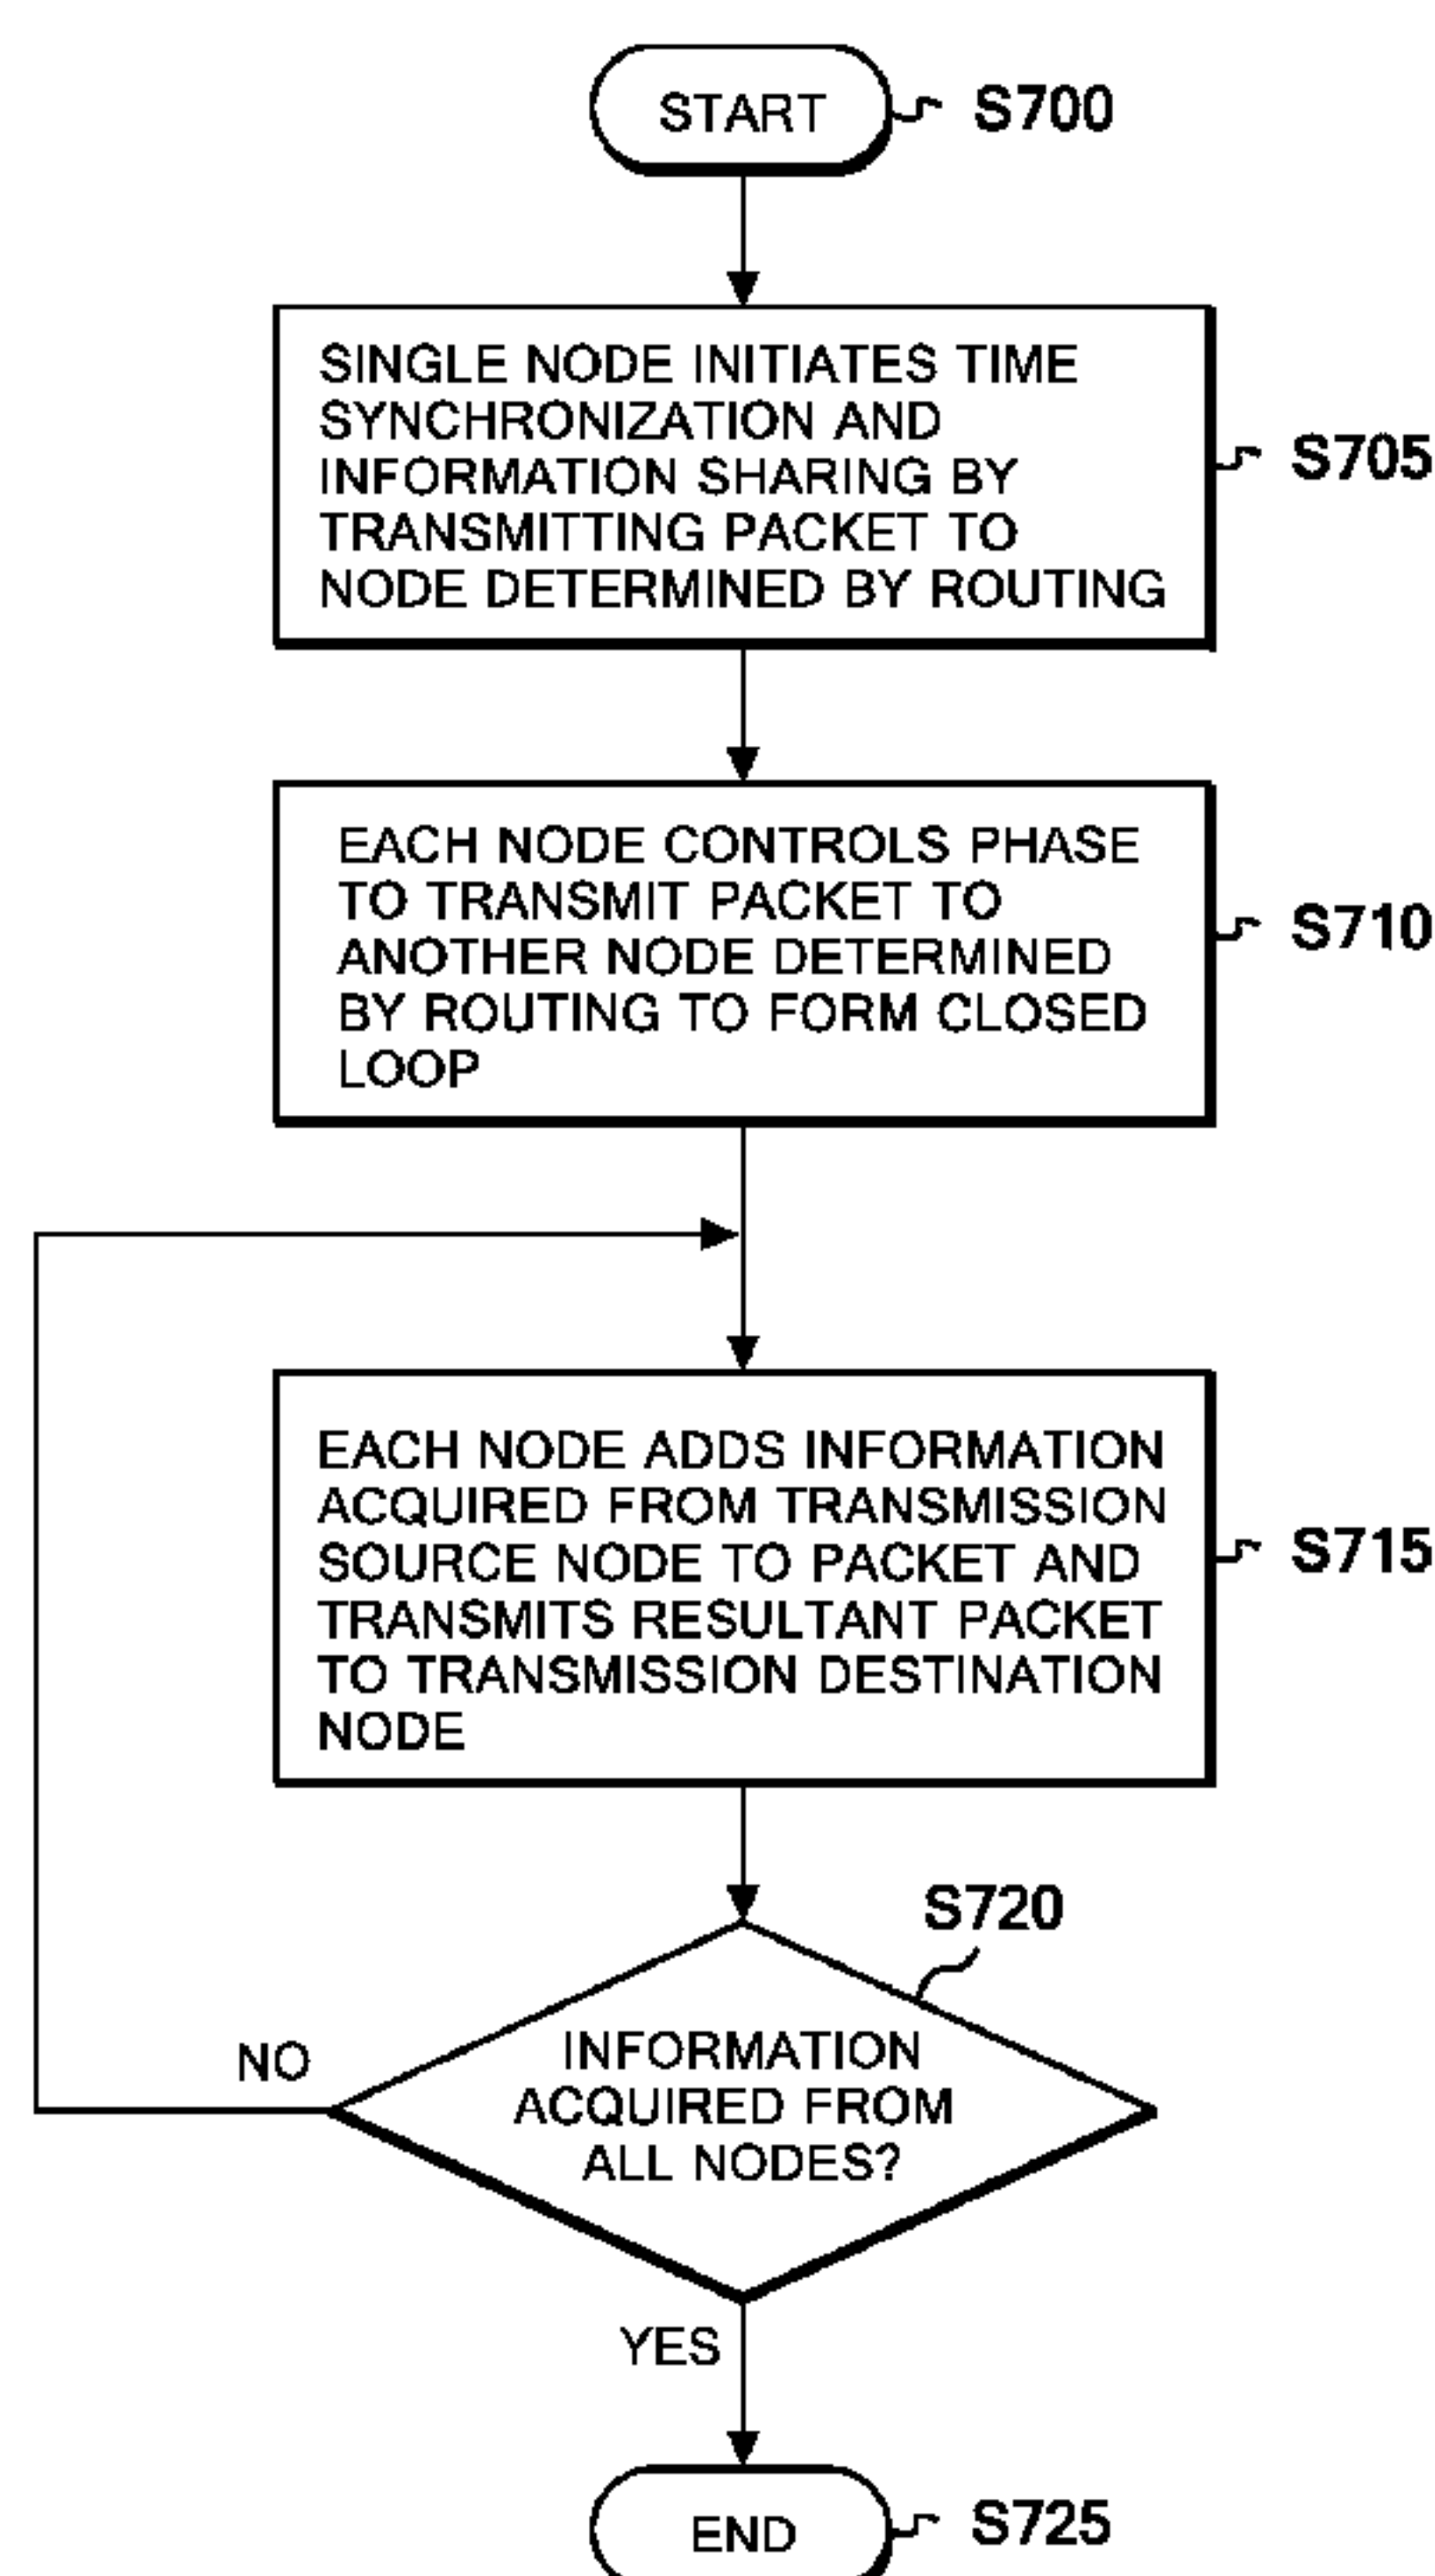 START
S700
SINGLE NODE INITIATES TIME
SYNCHRONIZATION AND
INFORMATION SHARING BY
TRANSMITTING PACKET TO
NODE DETERMINED BY ROUTING
S705
EACH NODE CONTROLS PHASE
TO TRANSMIT PACKET TO
ANOTHER NODE DETERMINED
BY ROUTING TO FORM CLOSED
LOOP
S710
EACH NODE ADDS INFORMATION
ACQUIRED FROM TRANSMISSION
SOURCE NODE TO PACKET AND
TRANSMITS RESULTANT PACKET
TO TRANSMISSION DESTINATION
NODE
S715
S720
INFORMATION
ACQUIRED FROM
ALL NODES?
NO
YES
END
S725